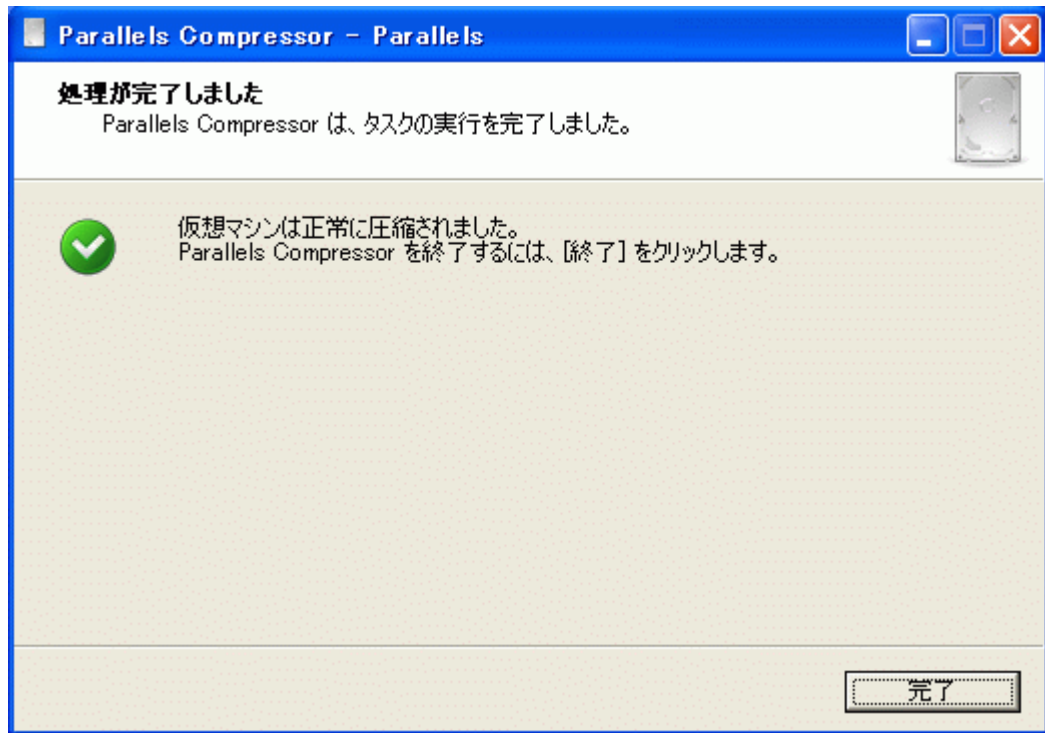 Parallels Compressor - Parallels
処理が完了しました
Parallels Compressor は、タスクの実行を完了しました。
仮想マシンは正常に圧縮されました。
Parallels Compressor を終了するには、[終了] をクリックします。
完了